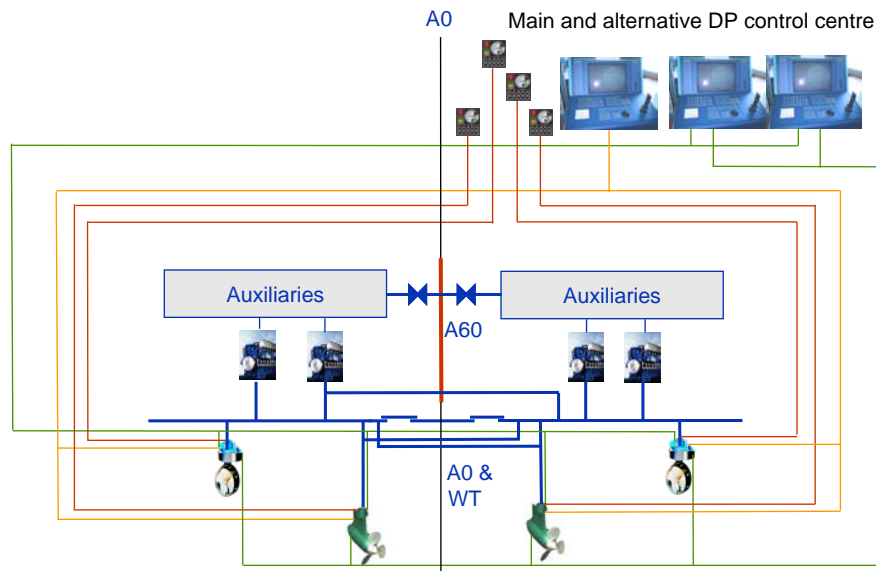 A0
Main and alternative DP control centre
Auxiliaries
Auxiliaries
A60
A0 &
WT